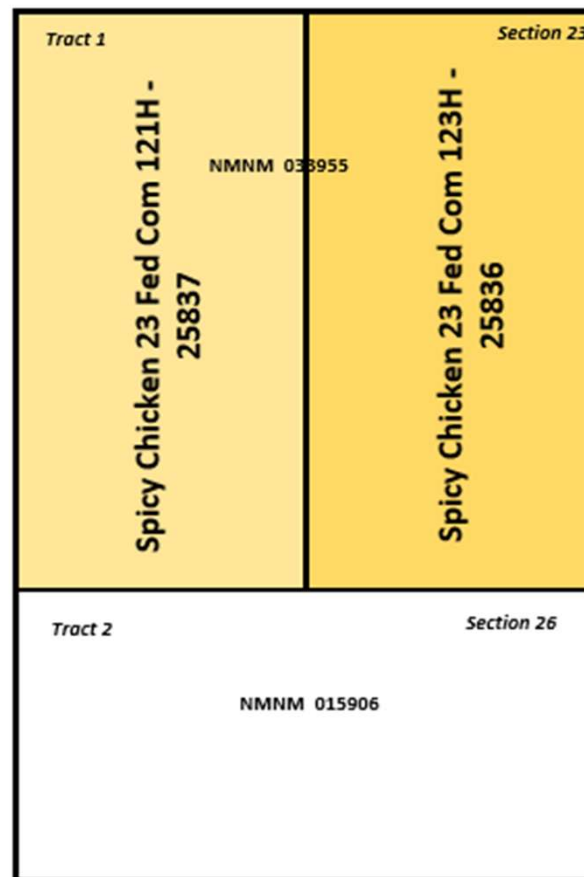 Tract 1
Section 23
NMNM 033955
Spicy Chicken 23 Fed Com 121H -
25837
Spicy Chicken 23 Fed Com 123H -
25836
Tract 2
Section 26
NMNM 015906